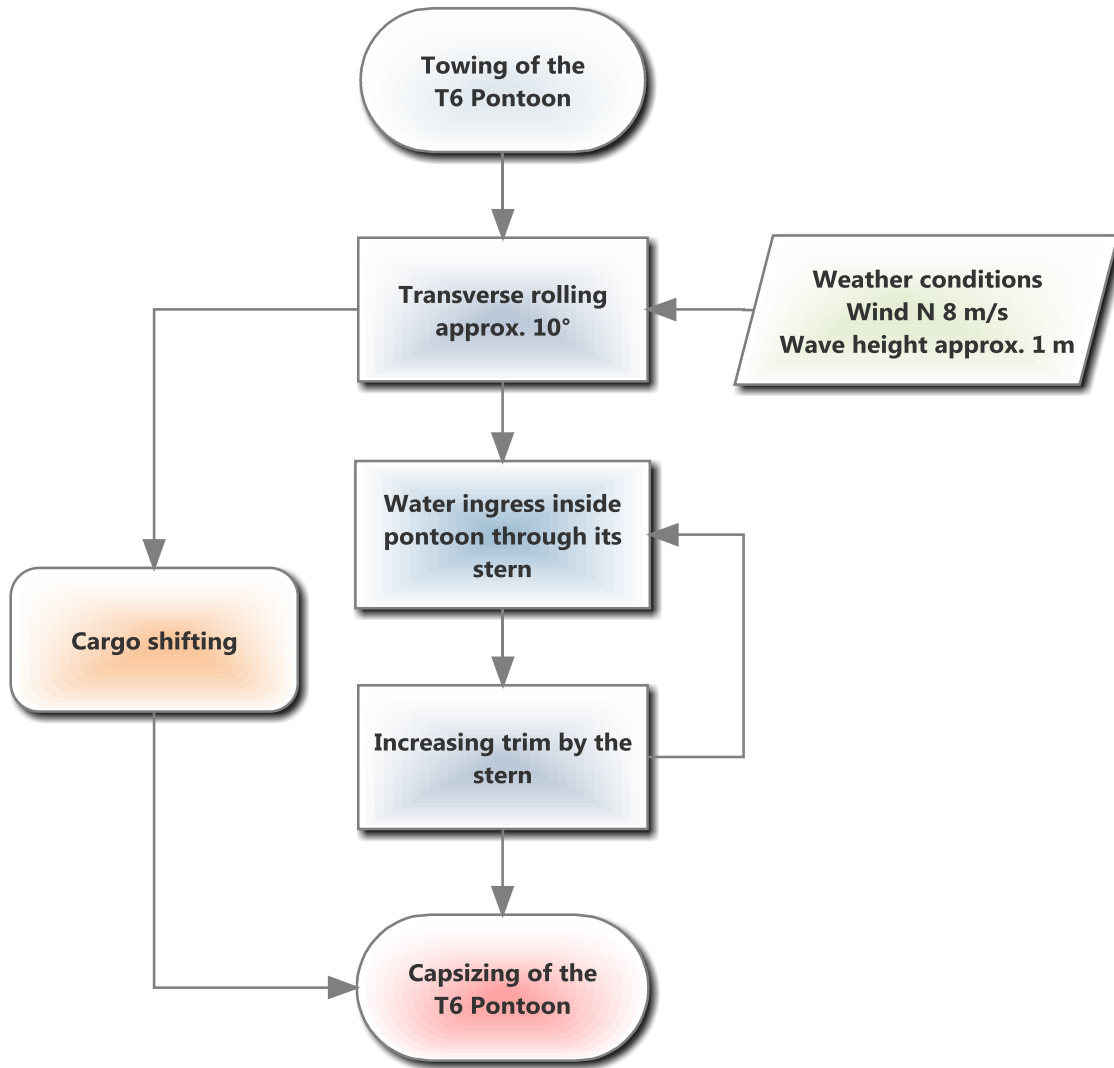 Towing of the
T6 Pontoon
Transverse rolling
approx. 10°
Weather conditions
Wind N 8 m/s
Wave height approx. 1 m
Water ingress inside
pontoon through its
stern
Cargo shifting
Increasing trim by the
stern
Capsizing of the
T6 Pontoon